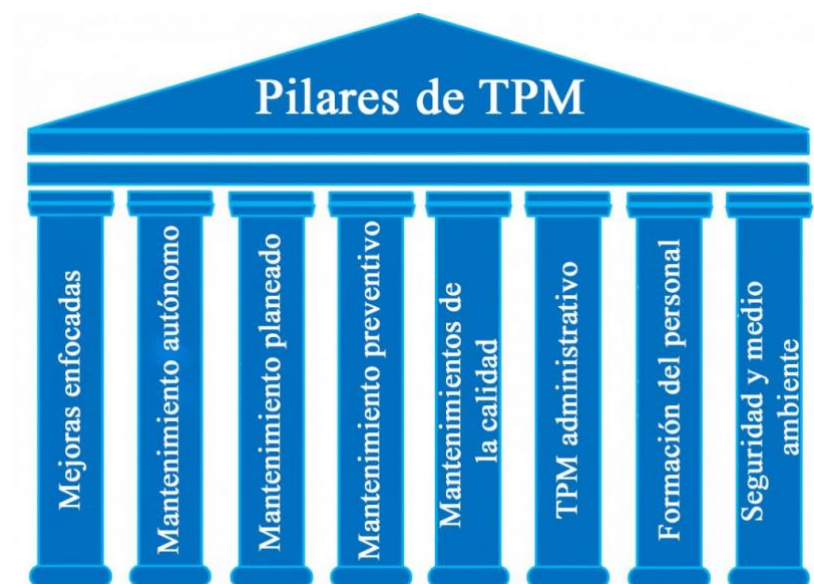 Pilares de TPM
Mejoras enfocadas
Mantenimiento autónomo
Mantenimiento planeado
Mantenimiento preventivo
Mantenimientos de
la calidad
TPM administrativo
Formación del personal
Seguridad y medio
ambiente